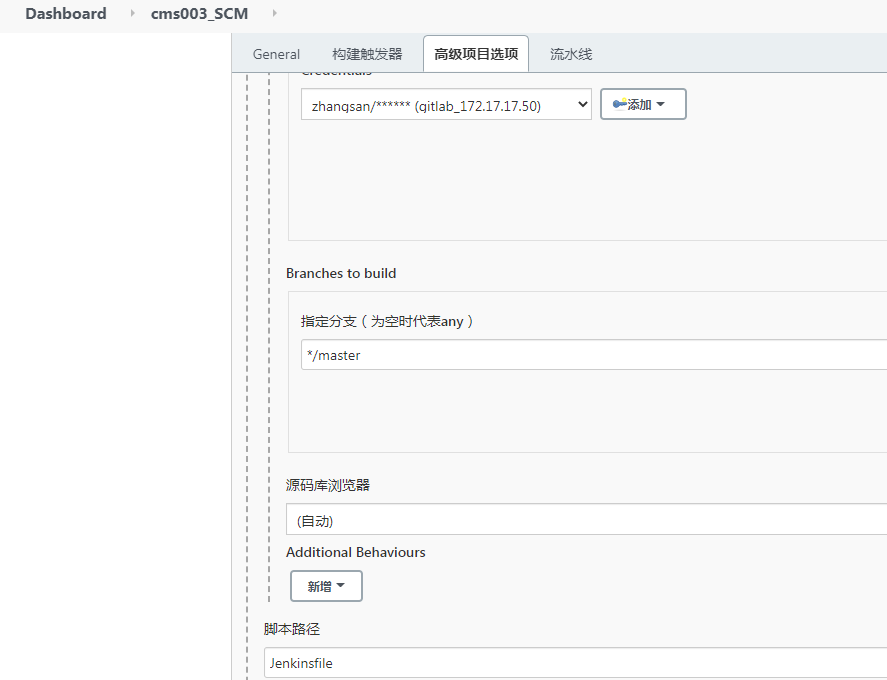 Dashboard cms003_SCM
General 构建触发器 高级项目选项 流水线
Credentials
zhangsan/****** (gitlab_172.17.17.50) 添加
Branches to build
指定分支（为空时代表any）
*/master
源码库浏览器
(自动)
Additional Behaviours
新增
脚本路径
Jenkinsfile